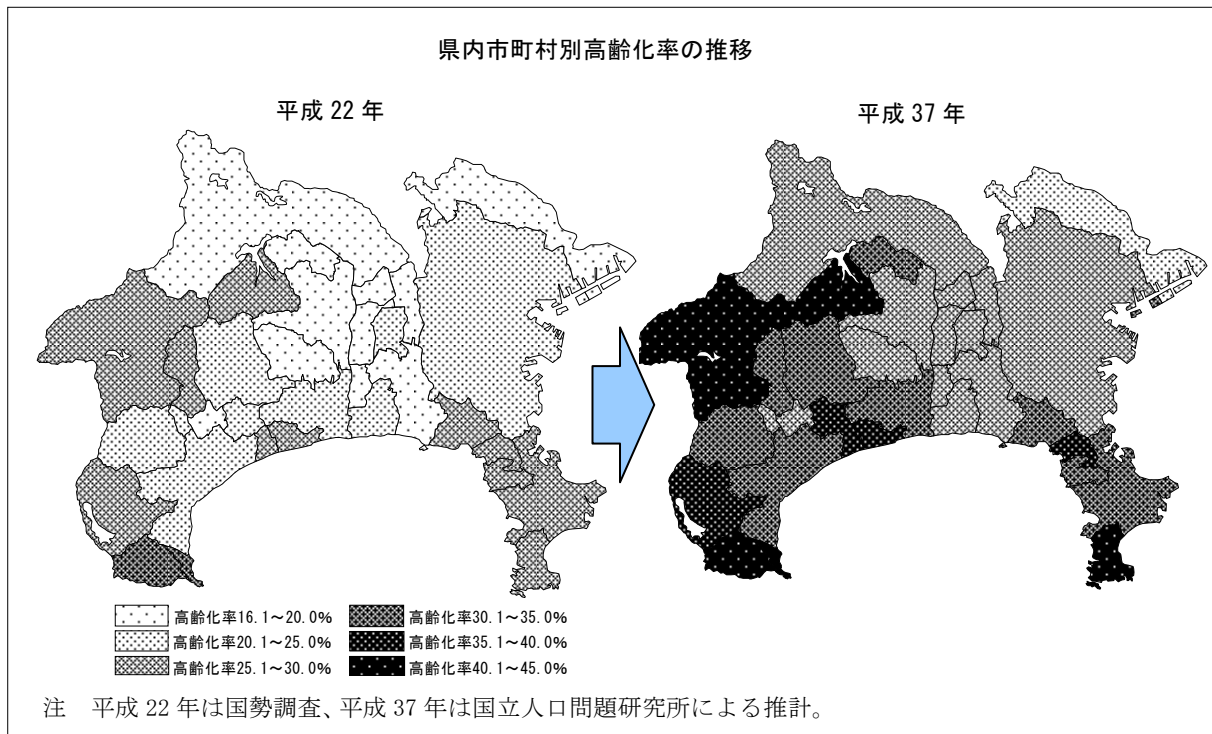 県内市町村別高齢化率の推移
平成 22 年
平成 37 年
高齢化率16.1～20.0%
高齢化率20.1～25.0%
高齢化率25.1～30.0%
高齢化率30.1～35.0%
高齢化率35.1～40.0%
高齢化率40.1～45.0%
注　平成 22 年は国勢調査、平成 37 年は国立人口問題研究所による推計。